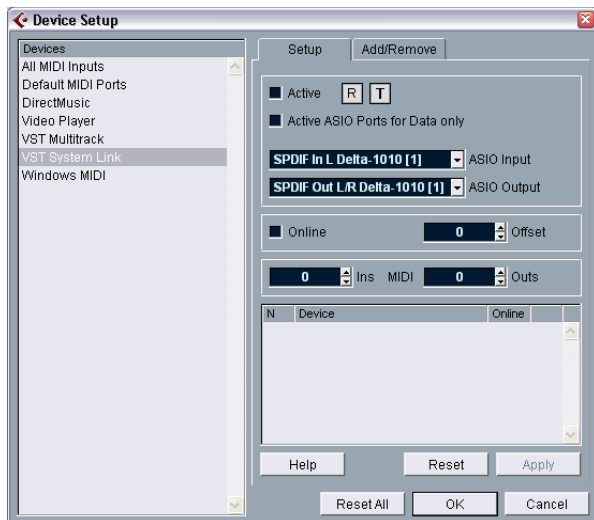 Device Setup
Devices
All MIDI Inputs
Default MIDI Ports
DirectMusic
Video Player
VST Multitrack
VST System Link
Windows MIDI
Setup
Add/Remove
Active R T
Active ASIO Ports for Data only
SPDIF In L Delta-1010 [1] ASIO Input
SPDIF Out L/R Delta-1010 [1] ASIO Output
Online 0 Offset
0 Ins MIDI 0 Outs
N Device Online
Help Reset Apply
Reset All OK Cancel